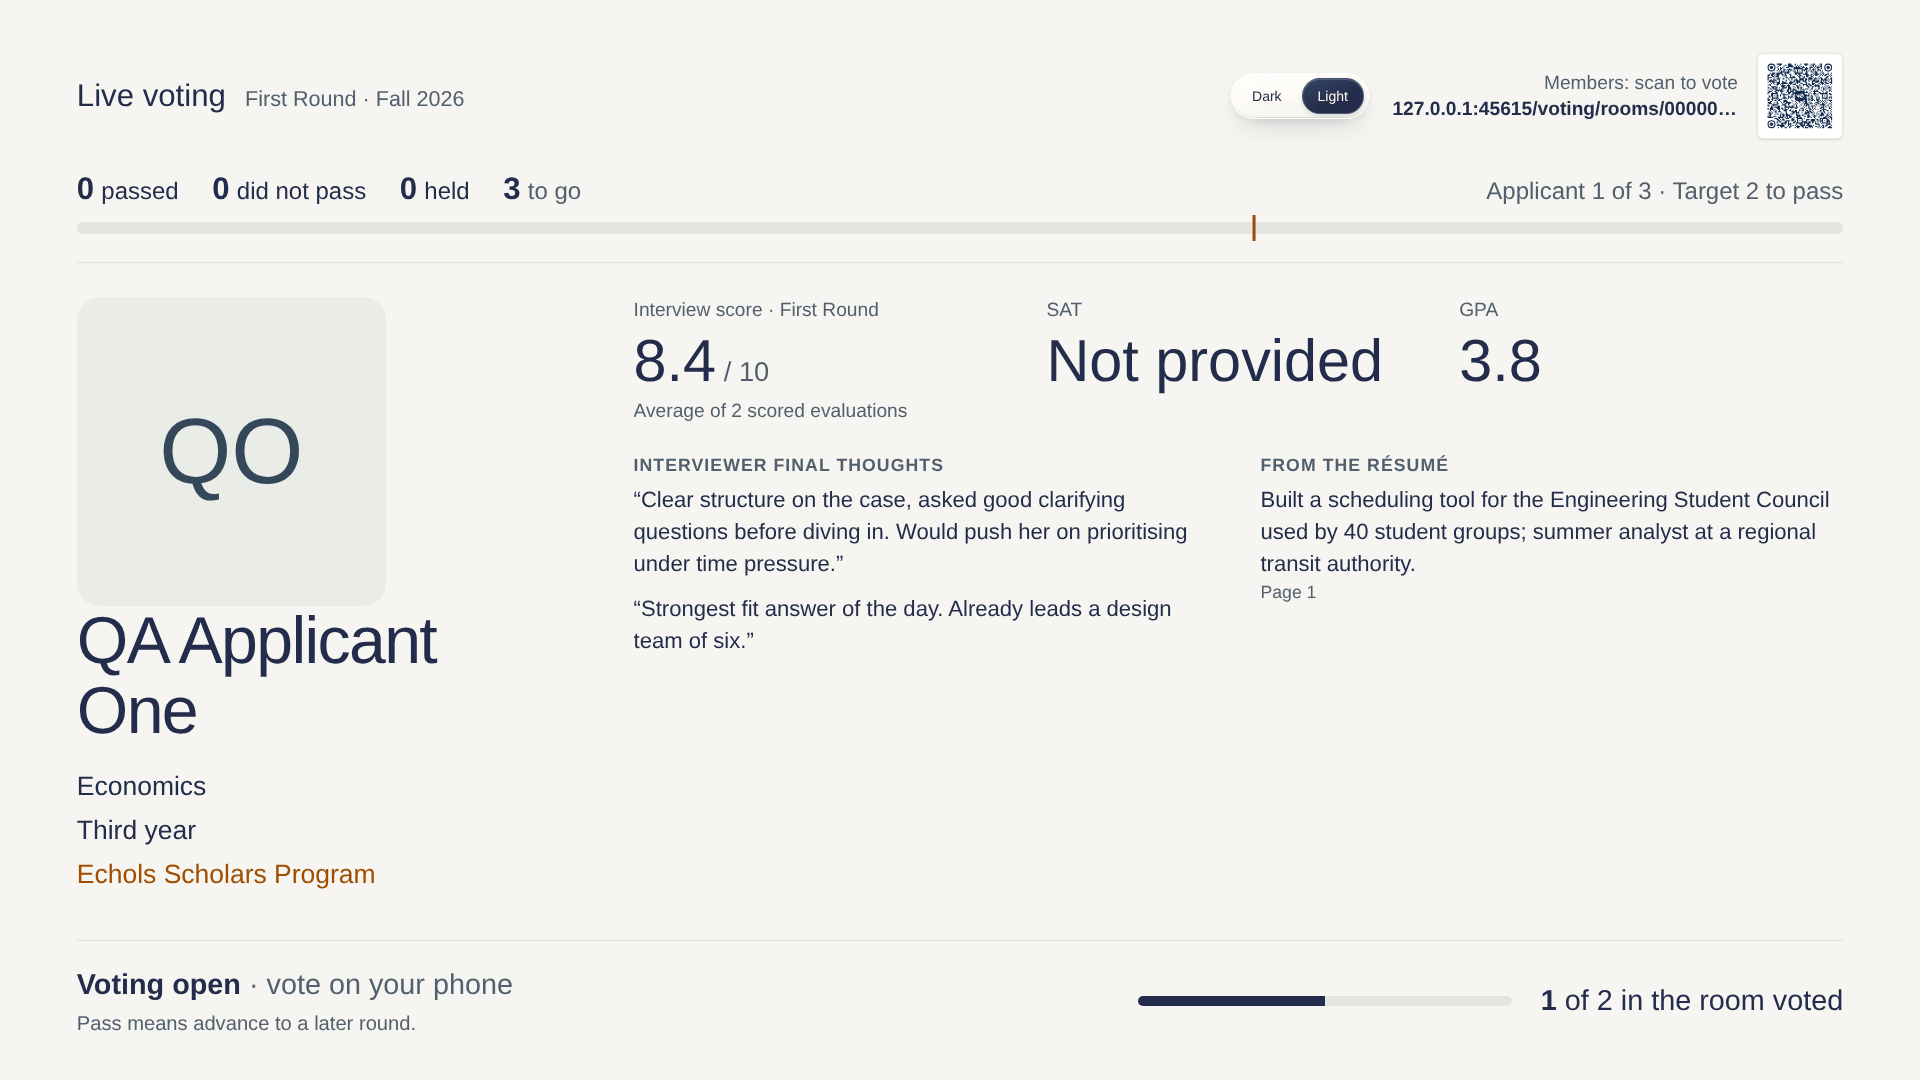 Live voting First Round · Fall 2026
Dark Light
Members: scan to vote
127.0.0.1:45615/voting/rooms/00000…
0 passed 0 did not pass 0 held 3 to go
Applicant 1 of 3 · Target 2 to pass
QO
QA Applicant
One
Economics
Third year
Echols Scholars Program
Interview score · First Round
8.4 / 10
Average of 2 scored evaluations
SAT
Not provided
GPA
3.8
INTERVIEWER FINAL THOUGHTS
“Clear structure on the case, asked good clarifying
questions before diving in. Would push her on prioritising
under time pressure.”
“Strongest fit answer of the day. Already leads a design
team of six.”
FROM THE RÉSUMÉ
Built a scheduling tool for the Engineering Student Council
used by 40 student groups; summer analyst at a regional
transit authority.
Page 1
Voting open · vote on your phone
Pass means advance to a later round.
1 of 2 in the room voted